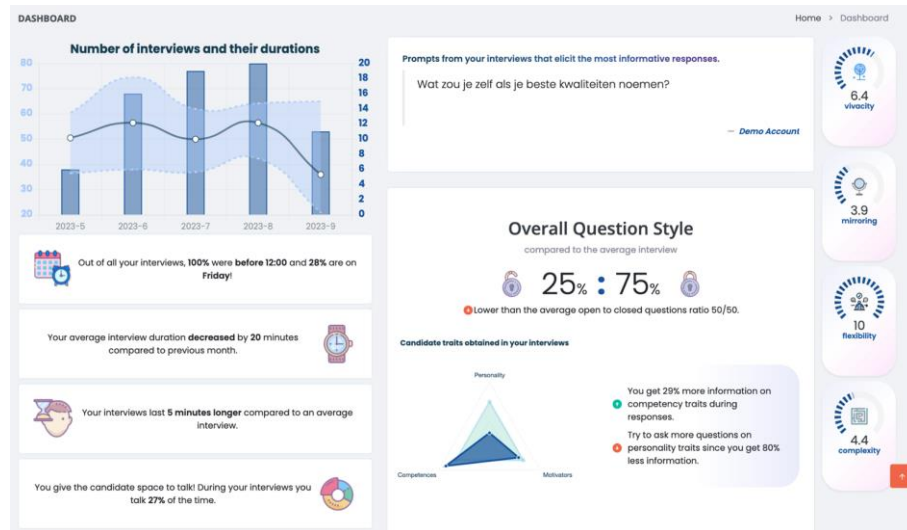 DASHBOARD
Home > Dashboard
Number of interviews and their durations
80
70
60
50
40
30
20
20
18
16
14
12
10
8
6
4
2
0
2023-5 2023-6 2023-7 2023-8 2023-9
Out of all your interviews, 100% were before 12:00 and 28% are on
Friday!
Your average interview duration decreased by 20 minutes
compared to previous month.
Your interviews last 5 minutes longer compared to an average
interview.
You give the candidate space to talk! During your interviews you
talk 27% of the time.
Prompts from your interviews that elicit the most informative responses.
Wat zou je zelf als je beste kwaliteiten noemen?
— Demo Account
Overall Question Style
compared to the average interview
25% : 75%
Lower than the average open to closed questions ratio 50/50.
Candidate traits obtained in your interviews
Personality
Competences
Motivators
You get 29% more information on
competency traits during
responses.
Try to ask more questions on
personality traits since you get 80%
less information.
6.4
vivacity
3.9
mirroring
10
flexibility
4.4
complexity